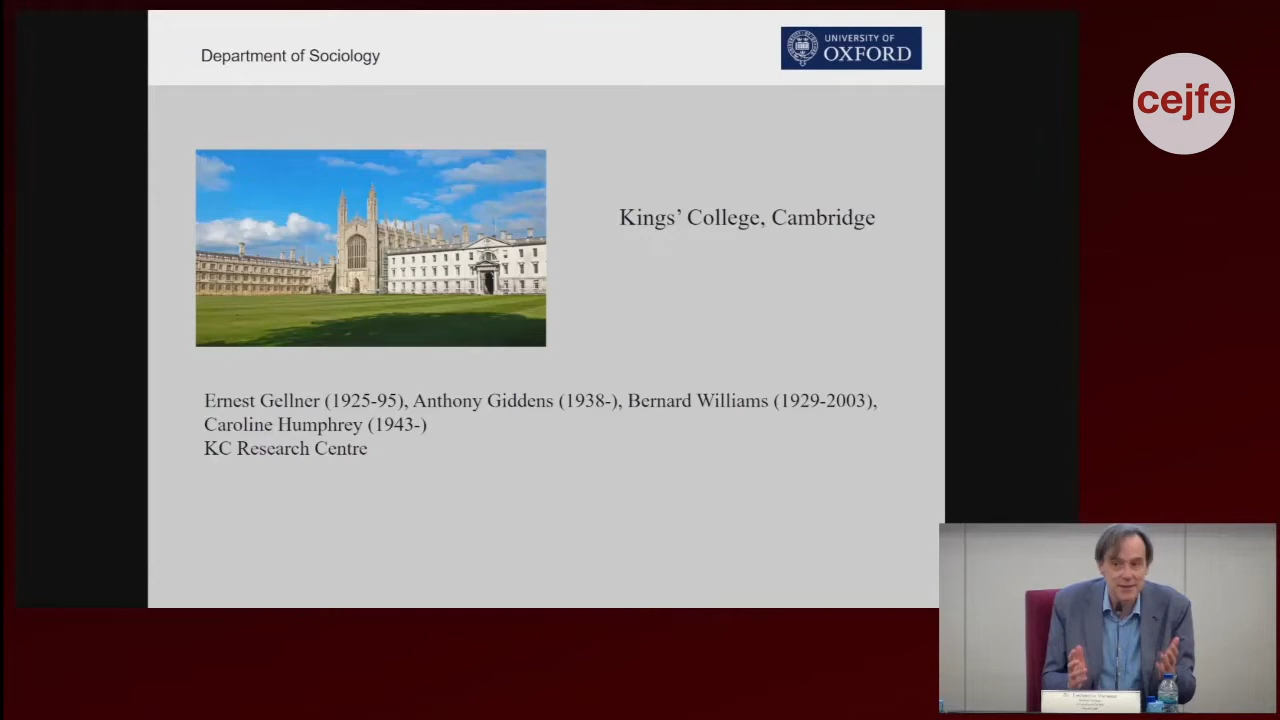 Department of Sociology
UNIVERSITY OF
OXFORD
cejfe
Kings’ College, Cambridge
Ernest Gellner (1925-95), Anthony Giddens (1938-), Bernard Williams (1929-2003),
Caroline Humphrey (1943-)
KC Research Centre